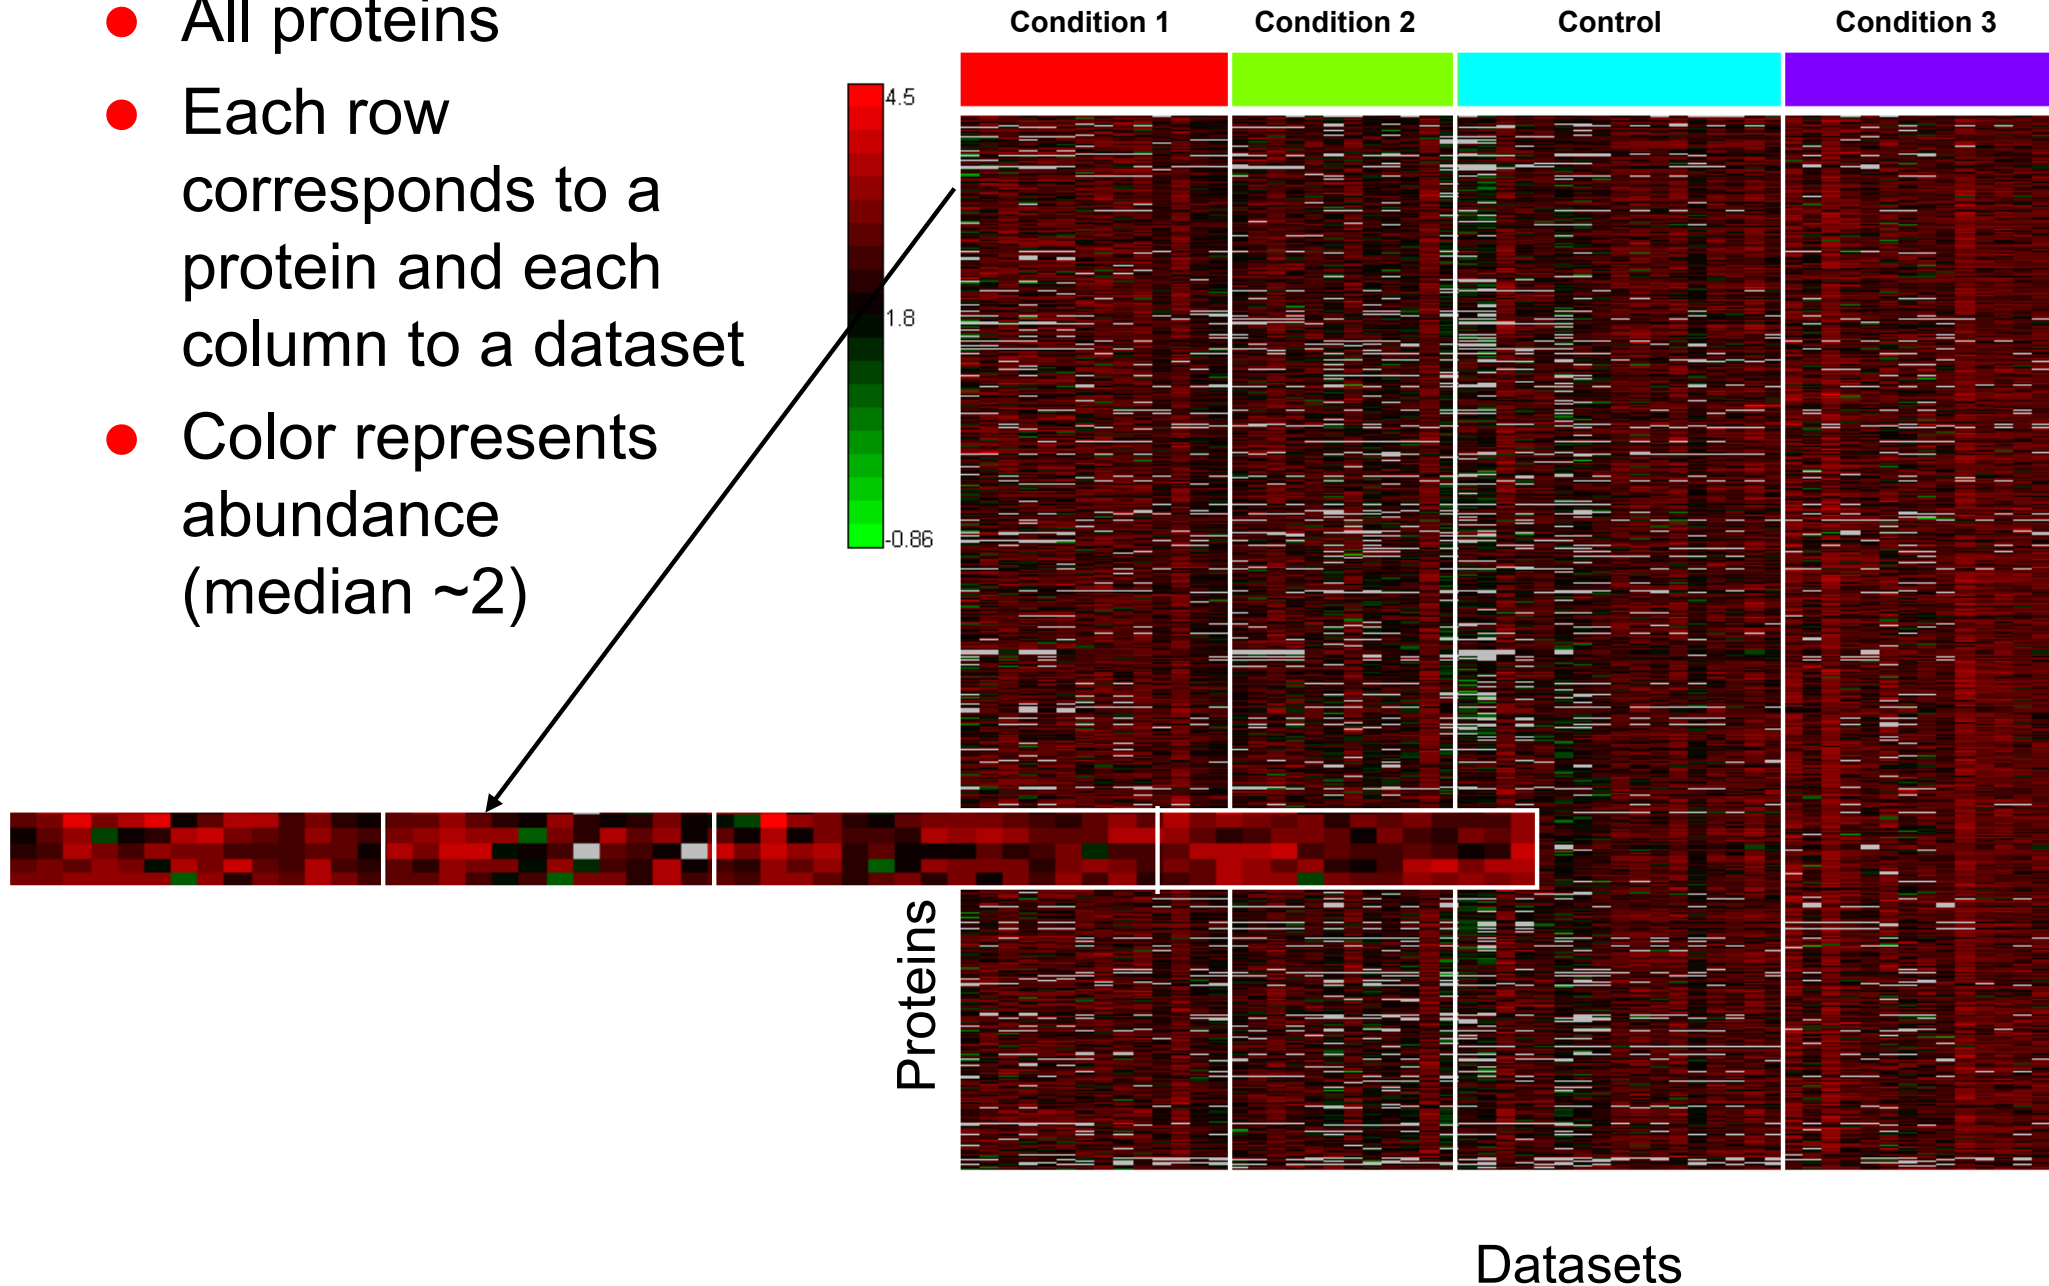 All proteins
Each row
corresponds to a
protein and each
column to a dataset
Color represents
abundance
(median ~2)
4.5
1.8
-0.86
Condition 1
Condition 2
Control
Condition 3
Proteins
Datasets